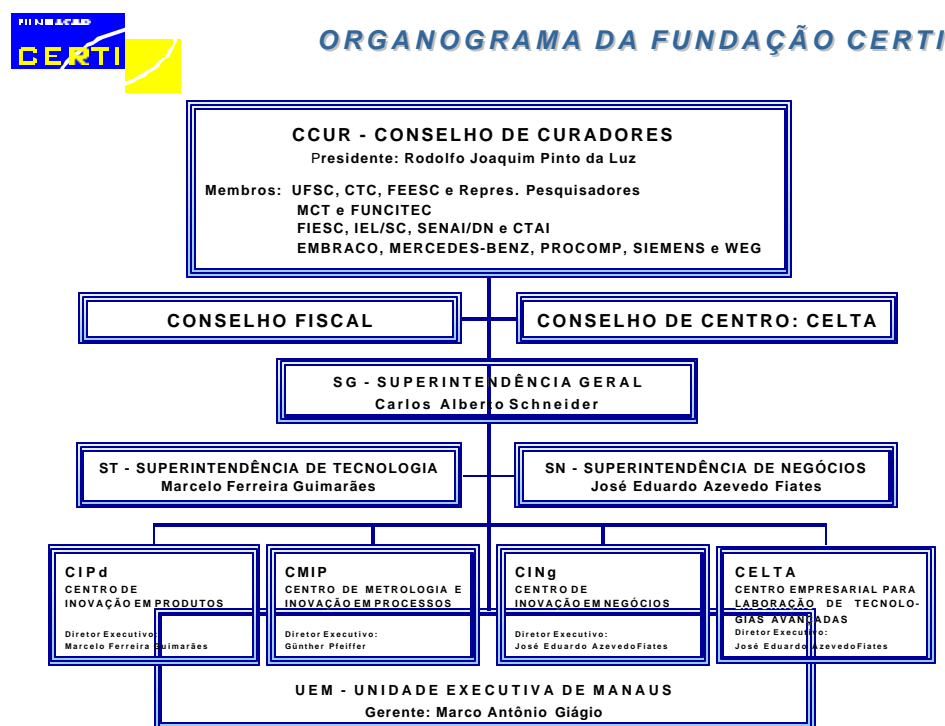 FUNDAÇÃO
CERTI
ORGANOGRAMA DA FUNDAÇÃO CERTI
CCUR - CONSELHO DE CURADORES
Presidente: Rodolfo Joaquim Pinto da Luz
Membros: UFSC, CTC, FEESC e Repres. Pesquisadores
MCT e FUNCITEC
FIESC, IEL/SC, SENAI/DN e CTAI
EMBRACO, MERCEDES-BENZ, PROCOMP, SIEMENS e WEG
CONSELHO FISCAL
CONSELHO DE CENTRO: CELTA
SG - SUPERINTENDÊNCIA GERAL
Carlos Alberto Schneider
ST - SUPERINTENDÊNCIA DE TECNOLOGIA
Marcelo Ferreira Guimarães
SN - SUPERINTENDÊNCIA DE NEGÓCIOS
José Eduardo Azevedo Fiates
CIPd
CENTRO DE
INOVAÇÃO EM PRODUTOS
Diretor Executivo:
Marcelo Ferreira Guimarães
CMIP
CENTRO DE METROLOGIA E
INOVAÇÃO EM PROCESSOS
Diretor Executivo:
Günther Pfeiffer
CINg
CENTRO DE
INOVAÇÃO EM NEGÓCIOS
Diretor Executivo:
José Eduardo Azevedo Fiates
CELTA
CENTRO EMPRESARIAL PARA
LABORAÇÃO DE TECNOLO-
GIAS AVANÇADAS
Diretor Executivo:
José Eduardo Azevedo Fiates
UEM - UNIDADE EXECUTIVA DE MANAUS
Gerente: Marco Antônio Giágio